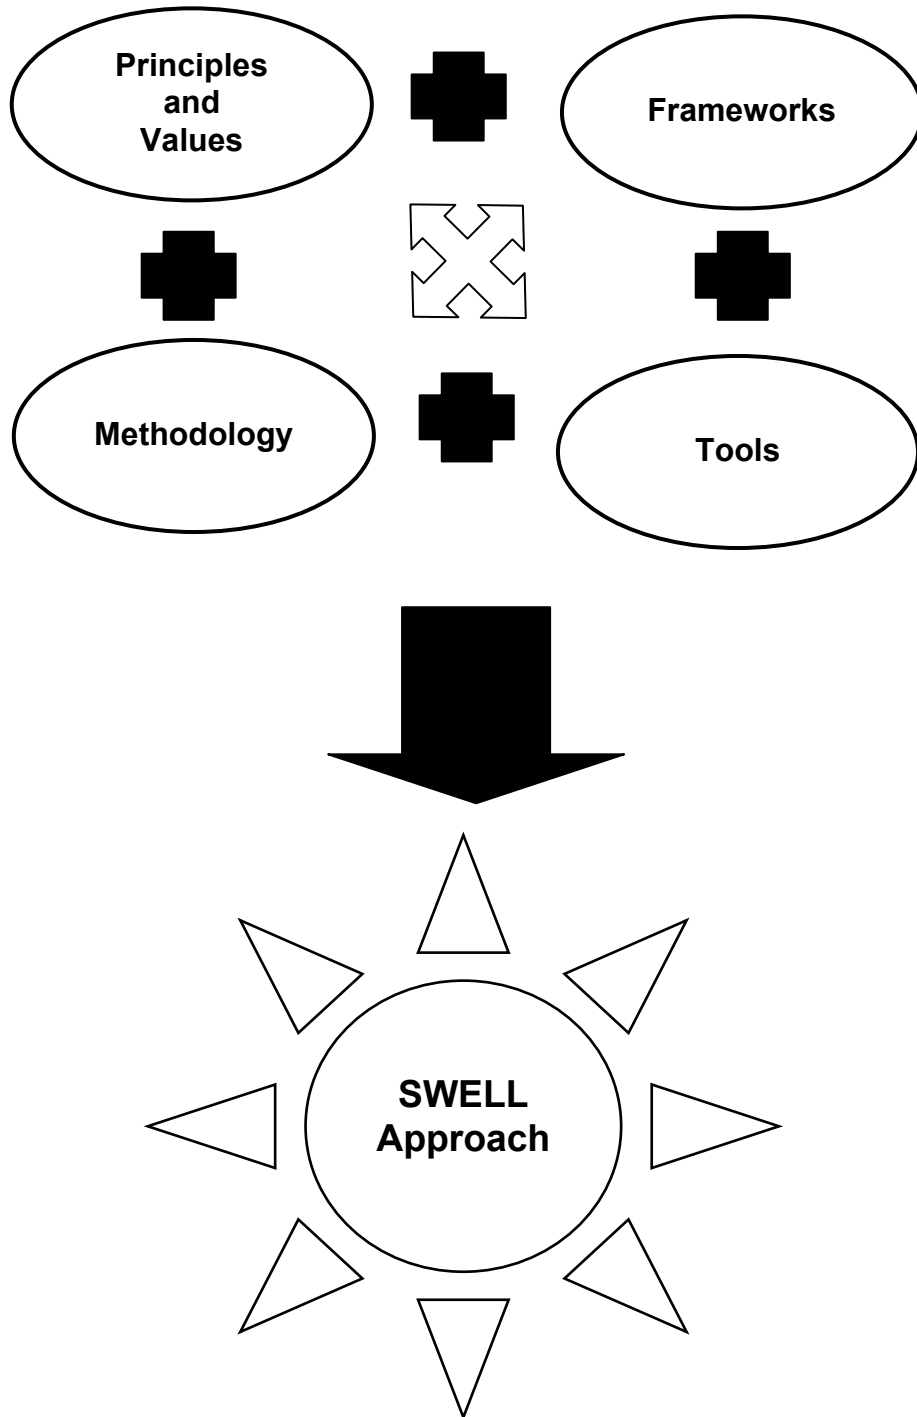 Principles
and
Values
Frameworks
Methodology
Tools
SWELL
Approach